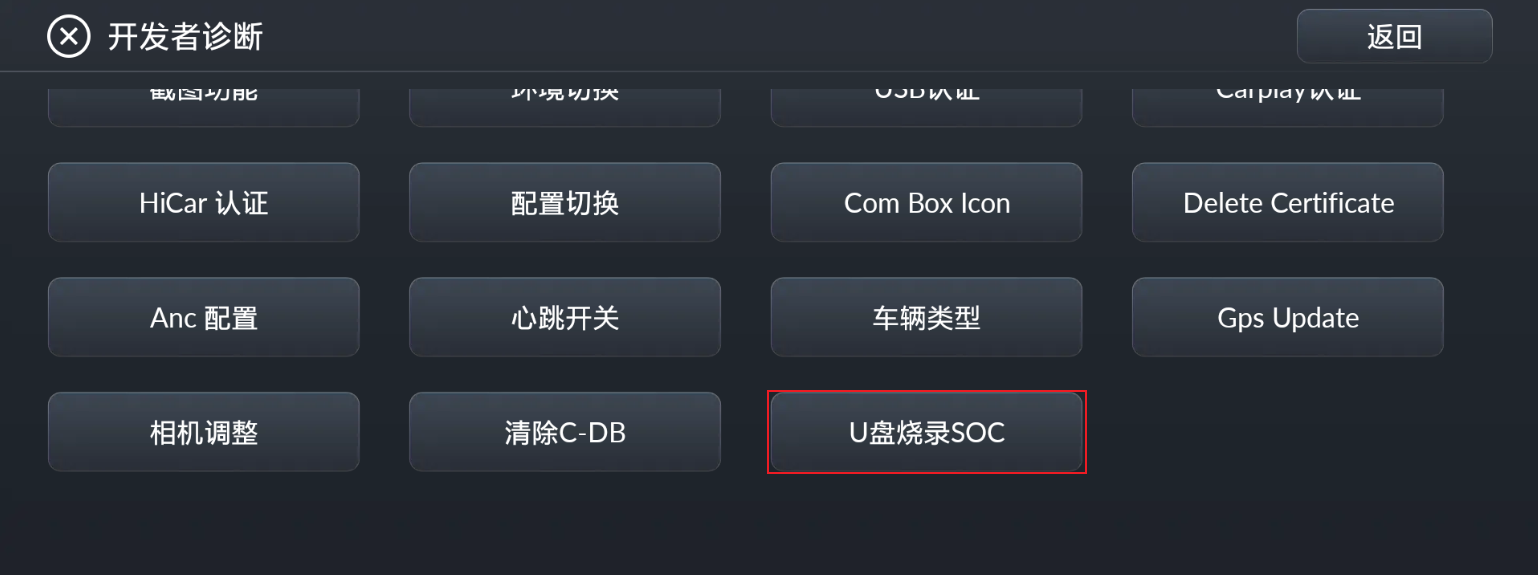 开发者诊断
返回
截图功能
环境切换
USB认证
Carplay认证
HiCar 认证
配置切换
Com Box Icon
Delete Certificate
Anc 配置
心跳开关
车辆类型
Gps Update
相机调整
清除C-DB
U盘烧录SOC